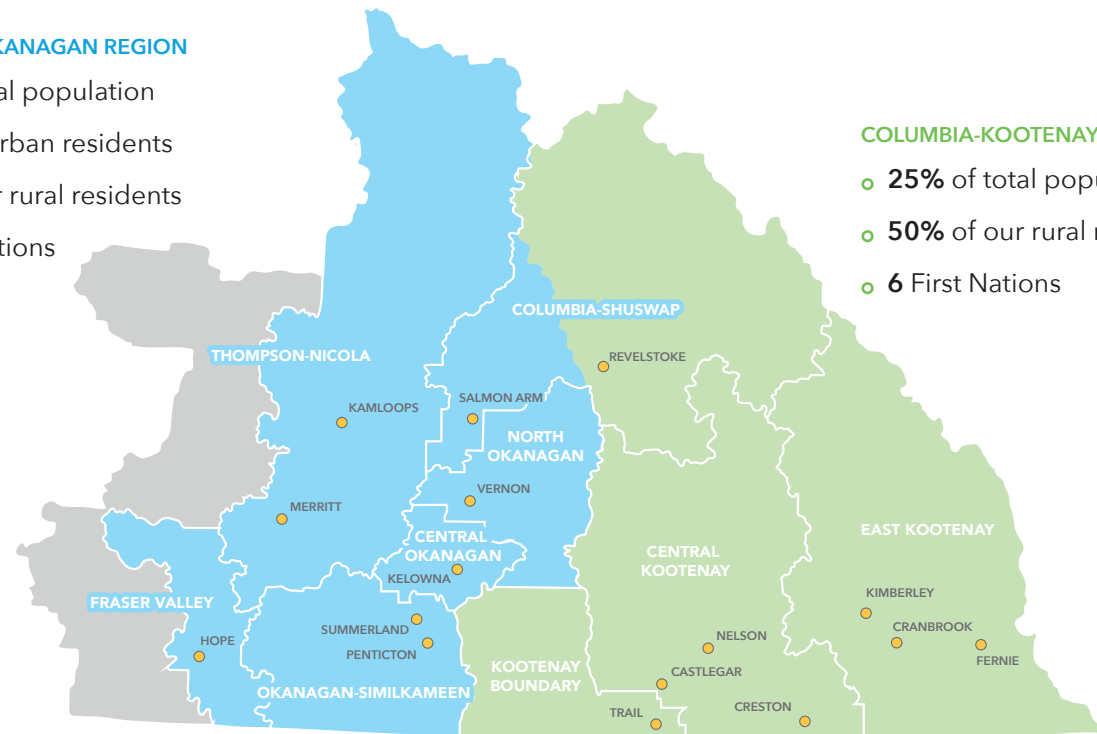 KANAGAN REGION
al population
rban residents
r rural residents
tions
COLUMBIA-KOOTENAY
25% of total popu
50% of our rural r
6 First Nations
COLUMBIA-SHUSWAP
THOMPSON-NICOLA
REVELSTOKE
SALMON ARM
KAMLOOPS
NORTH
OKANAGAN
VERNON
MERRITT
CENTRAL
OKANAGAN
KELOWNA
EAST KOOTENAY
CENTRAL
KOOTENAY
FRASER VALLEY
HOPE
SUMMERLAND
PENTICTON
OKANAGAN-SIMILKAMEEN
KOOTENAY
BOUNDARY
KIMBERLEY
CRANBROOK
FERNIE
NELSON
CASTLEGAR
TRAIL
CRESTON